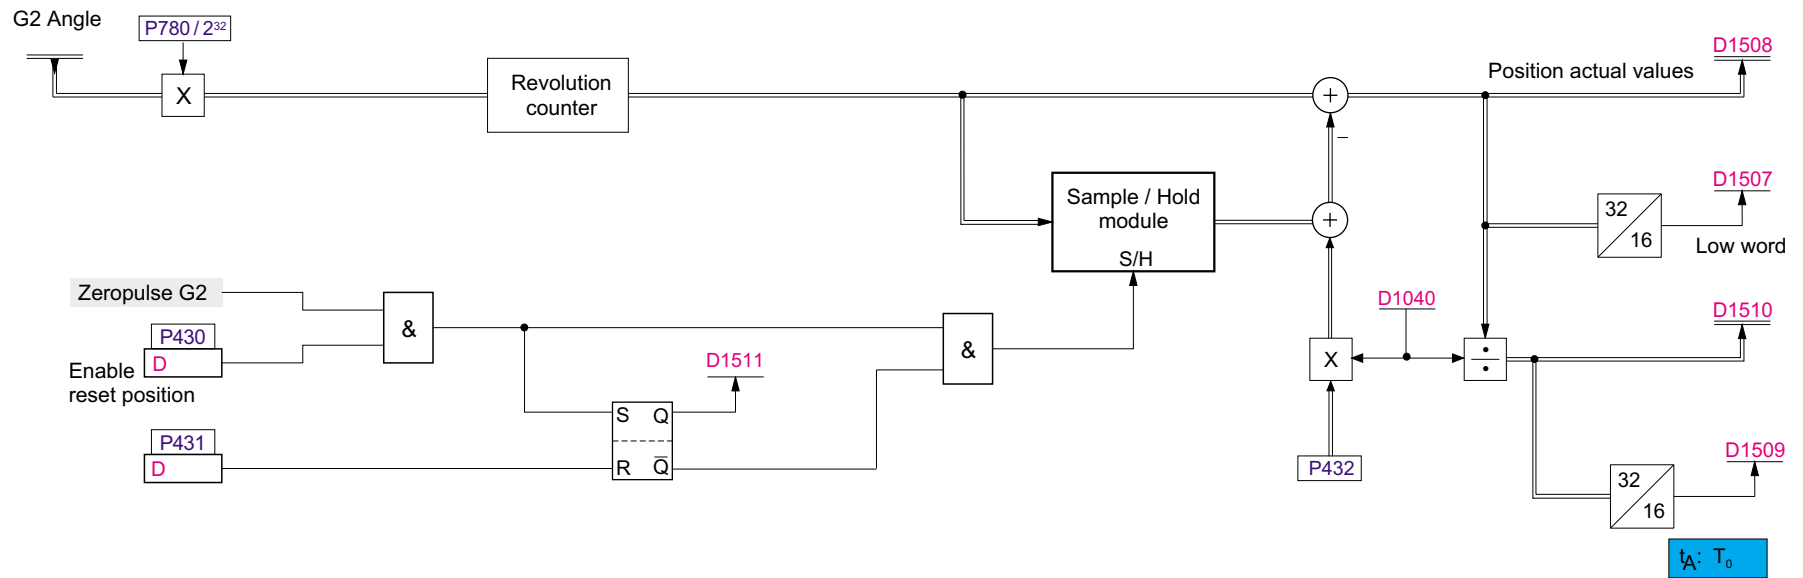 G2 Angle
P780 / 2³²
X
Revolution
counter
+
Position actual values
D1508
–
Sample / Hold
module
S/H
+
32
16
D1507
Low word
Zeropulse G2
P430
D
Enable
reset position
&
&
D1511
S Q
R Q̅
P431
D
D1040
X
÷
D1510
P432
32
16
D1509
tA: T₀